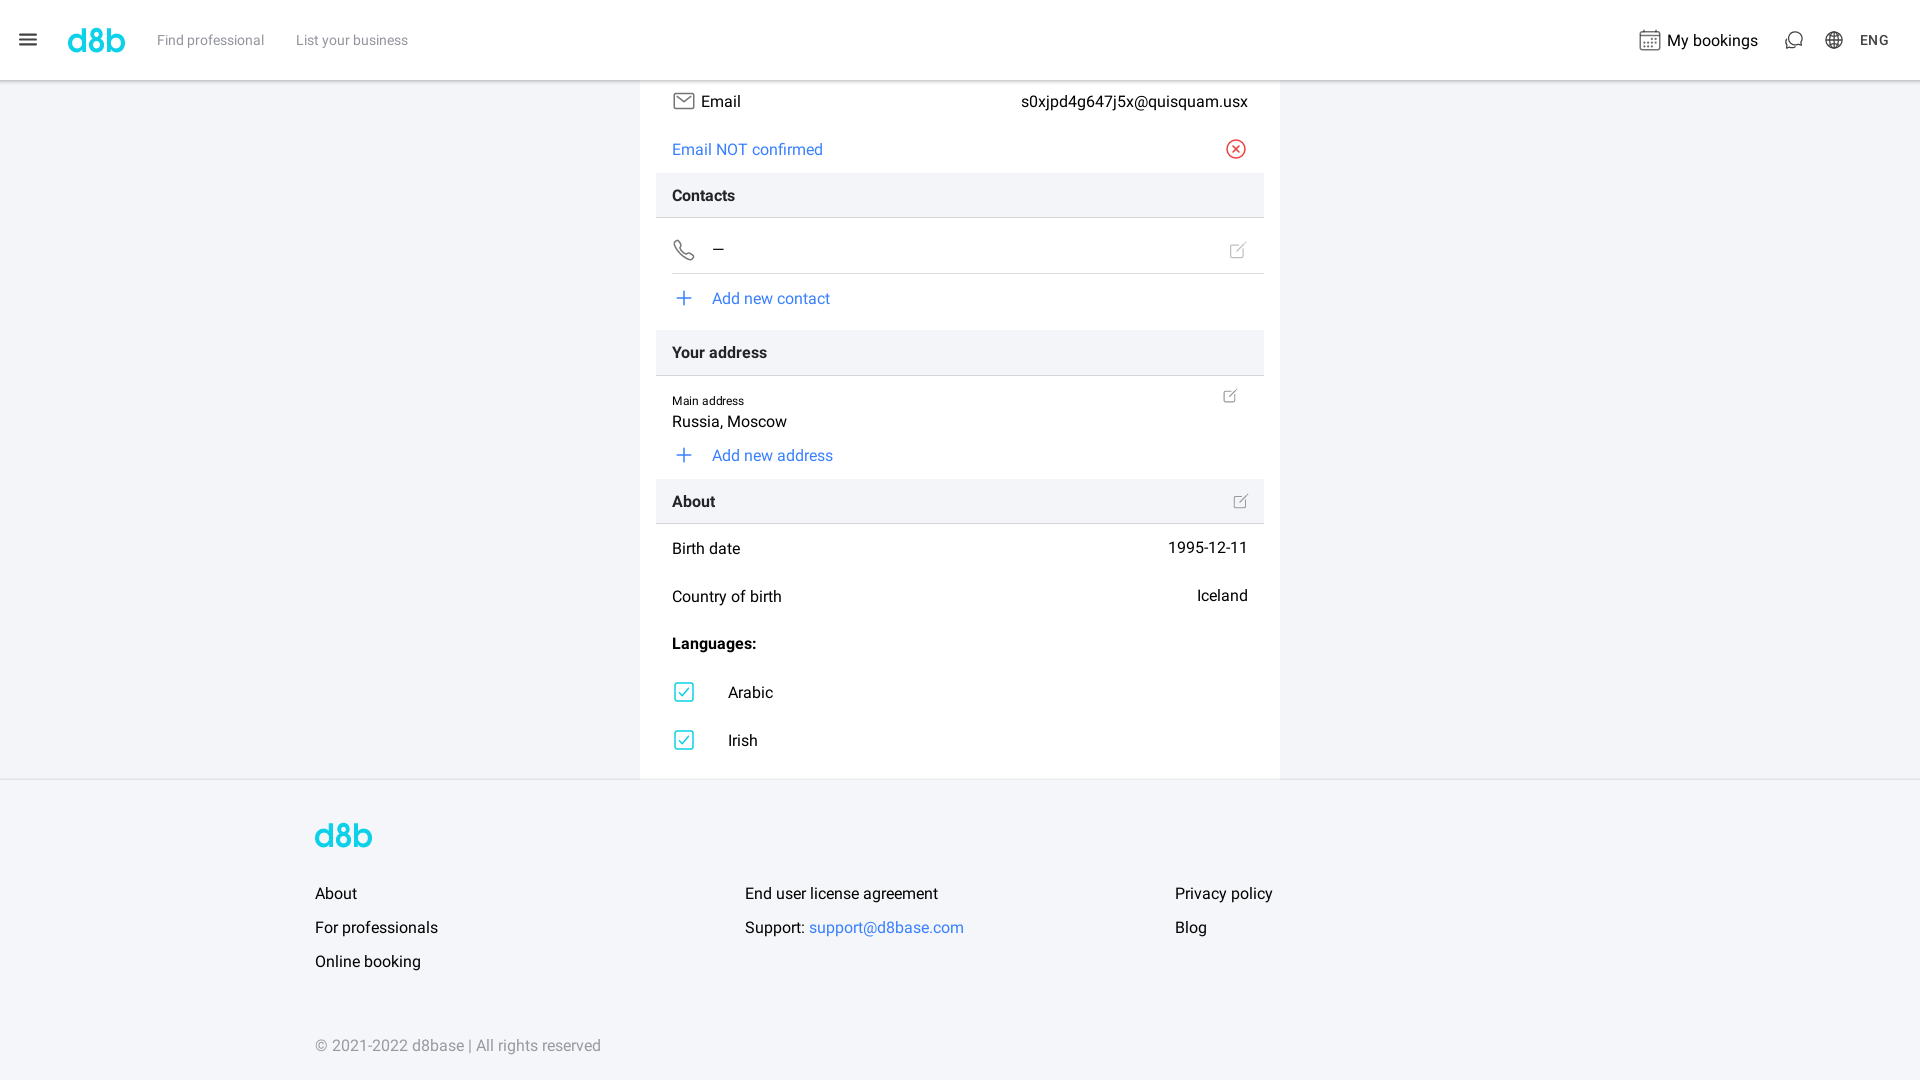 d8b
Find professional
List your business
My bookings
ENG
Email
s0xjpd4g647j5x@quisquam.usx
Email NOT confirmed
Contacts
—
Add new contact
Your address
Main address
Russia, Moscow
Add new address
About
Birth date
1995-12-11
Country of birth
Iceland
Languages:
Arabic
Irish
d8b
About
End user license agreement
Privacy policy
For professionals
Support: support@d8base.com
Blog
Online booking
© 2021-2022 d8base | All rights reserved